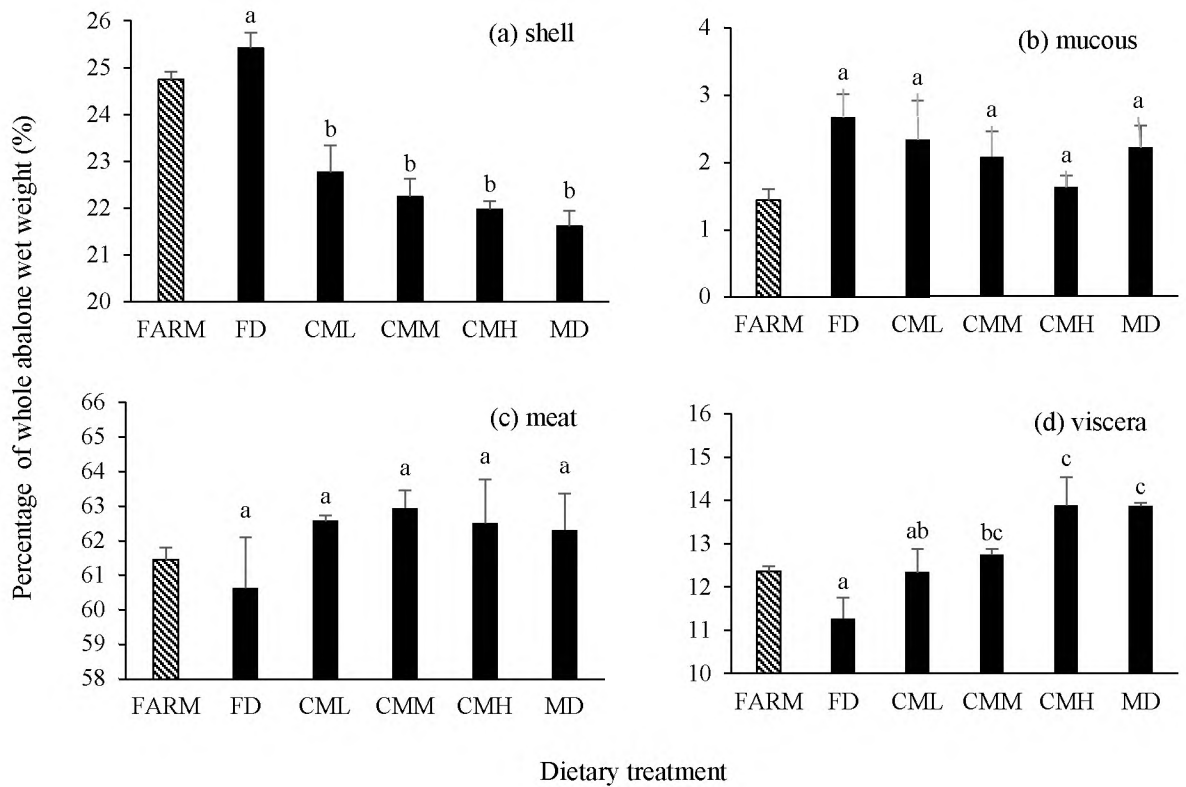 Percentage of whole abalone wet weight (%)
(a) shell
26
25
24
23
22
21
20
a
b
b
b
b
FARM FD CML CMM CMH MD
(b) mucous
4
3
2
1
0
a
a
a
a
a
FARM FD CML CMM CMH MD
(c) meat
66
65
64
63
62
61
60
59
58
a
a
a
a
a
FARM FD CML CMM CMH MD
(d) viscera
16
15
14
13
12
11
10
a
ab
bc
c
c
FARM FD CML CMM CMH MD
Dietary treatment